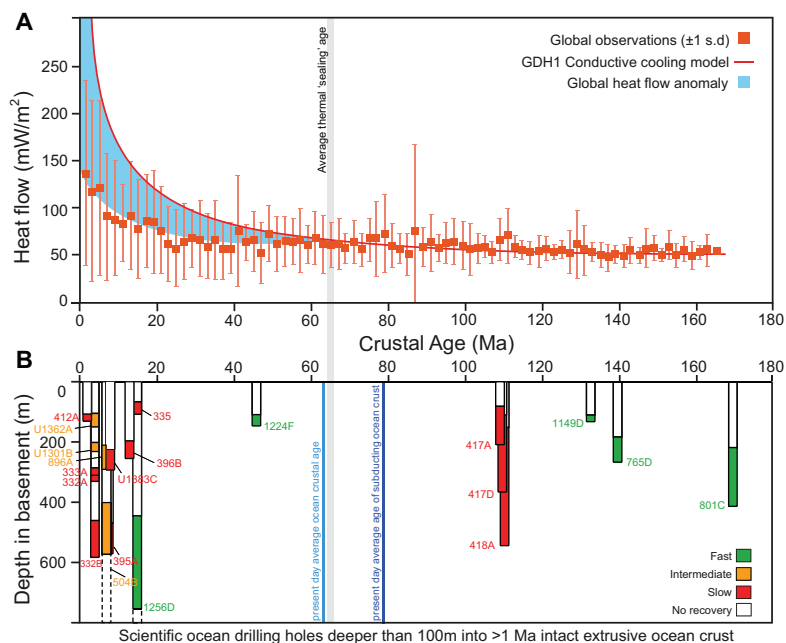 A
Heat flow (mW/m²)
250
200
150
100
50
0
Average thermal 'sealing' age
Global observations (±1 s.d)
GDH1 Conductive cooling model
Global heat flow anomaly
0 20 40 60 80 100 120 140 160 180
Crustal Age (Ma)
B
0 20 40 60 80 100 120 140 160 180
Depth in basement (m)
0
200
400
600
412A
U1362A
U1301B
896A
333A
332A
332B
335
396B
U1383C
395A
504B
1256D
1224F
present day average ocean crustal age
present day average age of subducting ocean crust
417A
417D
418A
1149D
765D
801C
Fast
Intermediate
Slow
No recovery
Scientific ocean drilling holes deeper than 100m into >1 Ma intact extrusive ocean crust